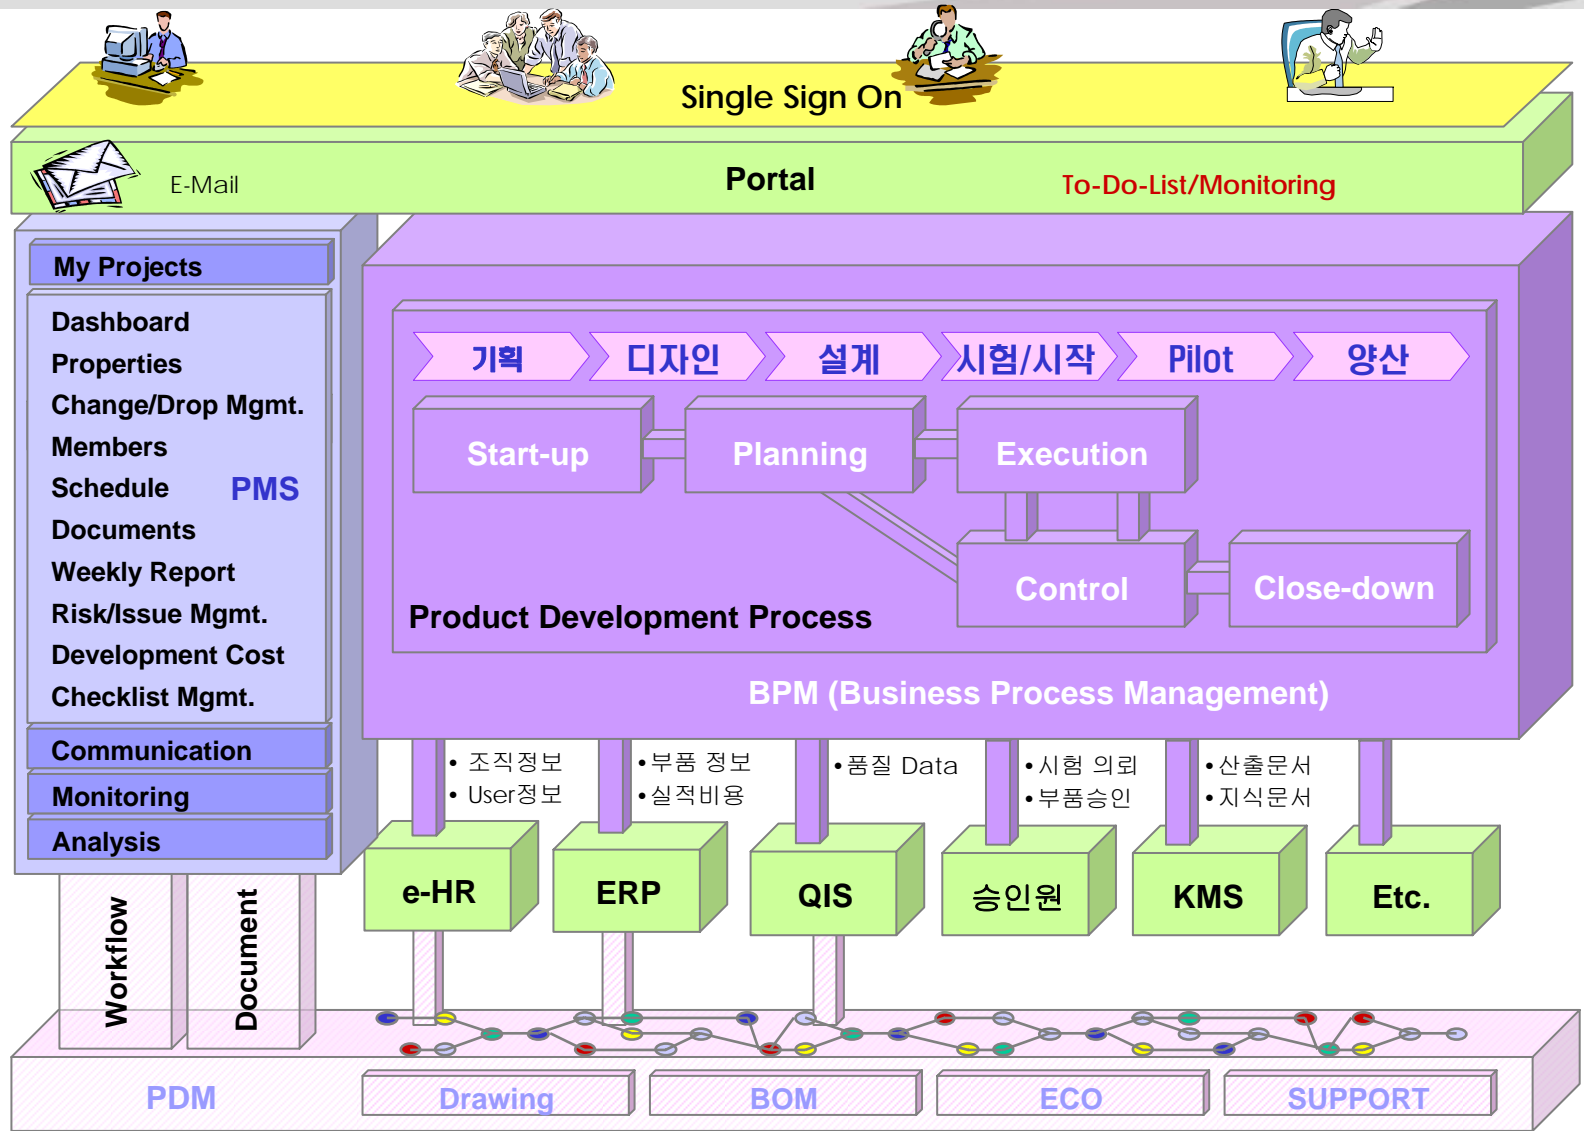 Single Sign On
E-Mail
Portal
To-Do-List/Monitoring
My Projects
Dashboard
Properties
Change/Drop Mgmt.
Members
Schedule
PMS
Documents
Weekly Report
Risk/Issue Mgmt.
Development Cost
Checklist Mgmt.
Communication
Monitoring
Analysis
기획
디자인
설계
시험/시작
Pilot
양산
Start-up
Planning
Execution
Control
Close-down
Product Development Process
BPM (Business Process Management)
• 조직정보
• User정보
•부품 정보
•실적비용
•품질 Data
•시험 의뢰
•부품승인
•산출문서
•지식문서
e-HR
ERP
QIS
승인원
KMS
Etc.
Workflow
Document
PDM
Drawing
BOM
ECO
SUPPORT